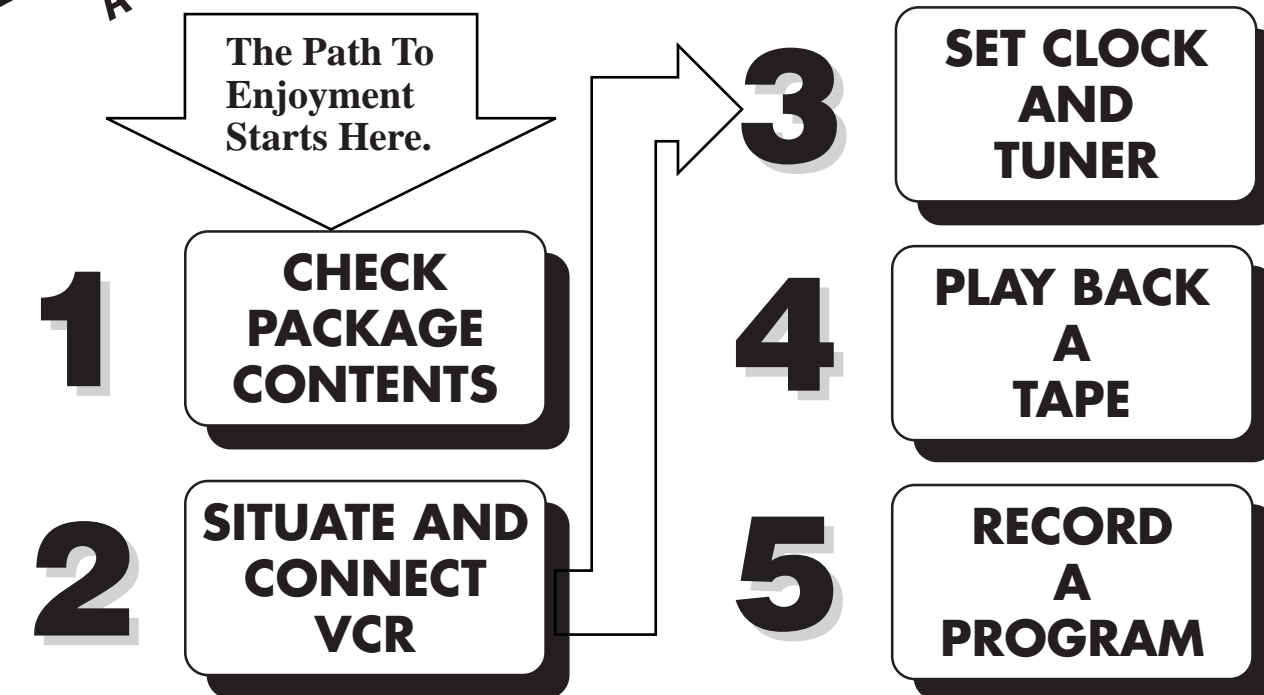 A
The Path To
Enjoyment
Starts Here.
1
CHECK
PACKAGE
CONTENTS
2
SITUATE AND
CONNECT
VCR
3
SET CLOCK
AND
TUNER
4
PLAY BACK
A
TAPE
5
RECORD
A
PROGRAM